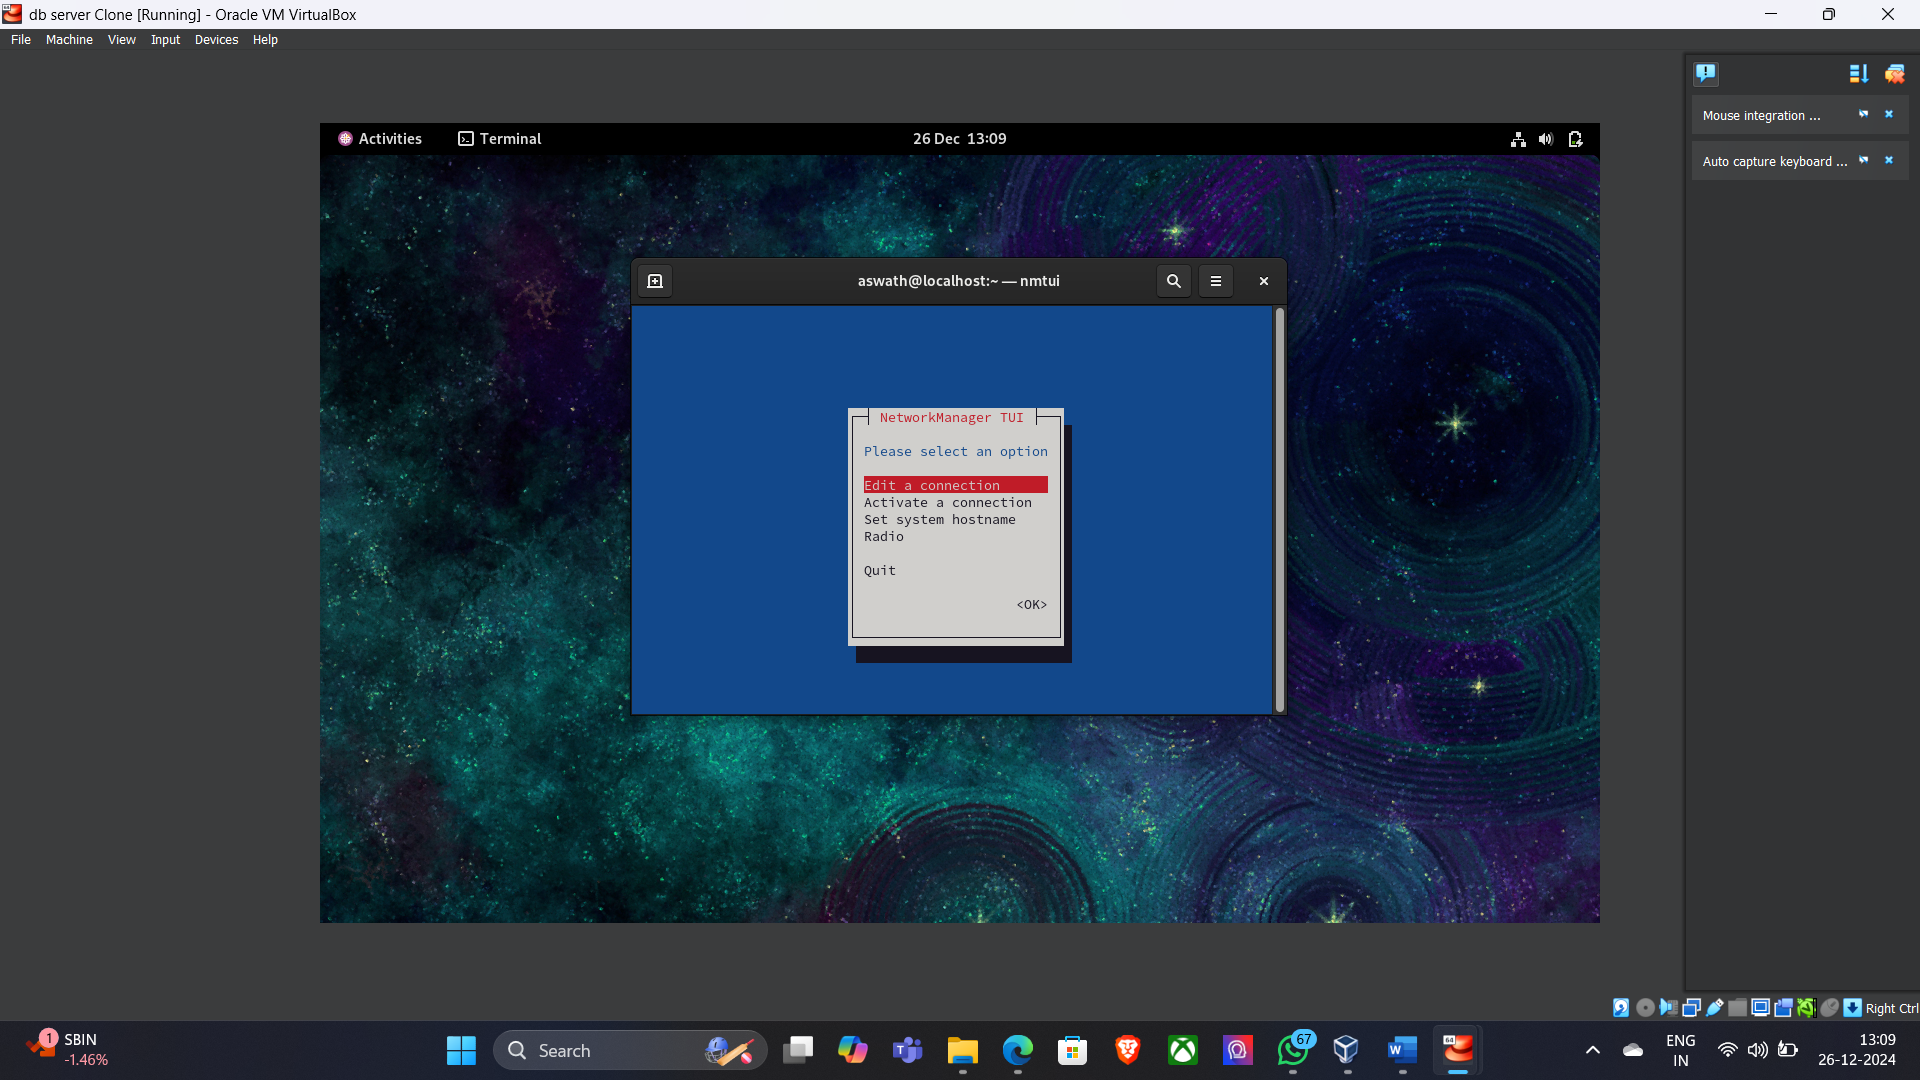 db server Clone [Running] - Oracle VM VirtualBox
File Machine View Input Devices Help
Mouse integration ...
Auto capture keyboard ...
Activities Terminal 26 Dec 13:09
aswath@localhost:~ — nmtui
NetworkManager TUI
Please select an option
Edit a connection
Activate a connection
Set system hostname
Radio
Quit
<OK>
Right Ctrl
1 SBIN
-1.46%
Search
67
64
ENG
IN
13:09
26-12-2024